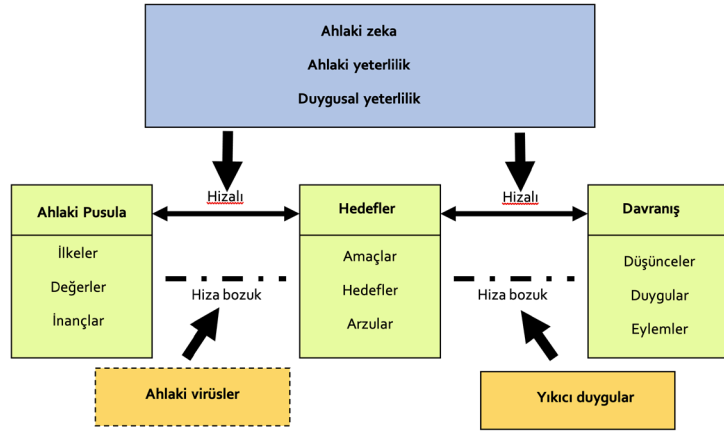 Ahlaki zeka
Ahlaki yeterlilik
Duygusal yeterlilik
Ahlaki Pusula
İlkeler
Değerler
İnançlar
Hizalı
Hiza bozuk
Hedefler
Amaçlar
Hedefler
Arzular
Hizalı
Hiza bozuk
Davranış
Düşünceler
Duygular
Eylemler
Ahlaki virüsler
Yıkıcı duygular